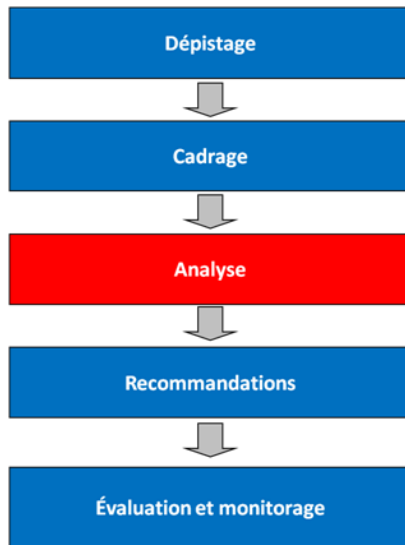 Dépistage
Cadrage
Analyse
Recommandations
Évaluation et monitorage